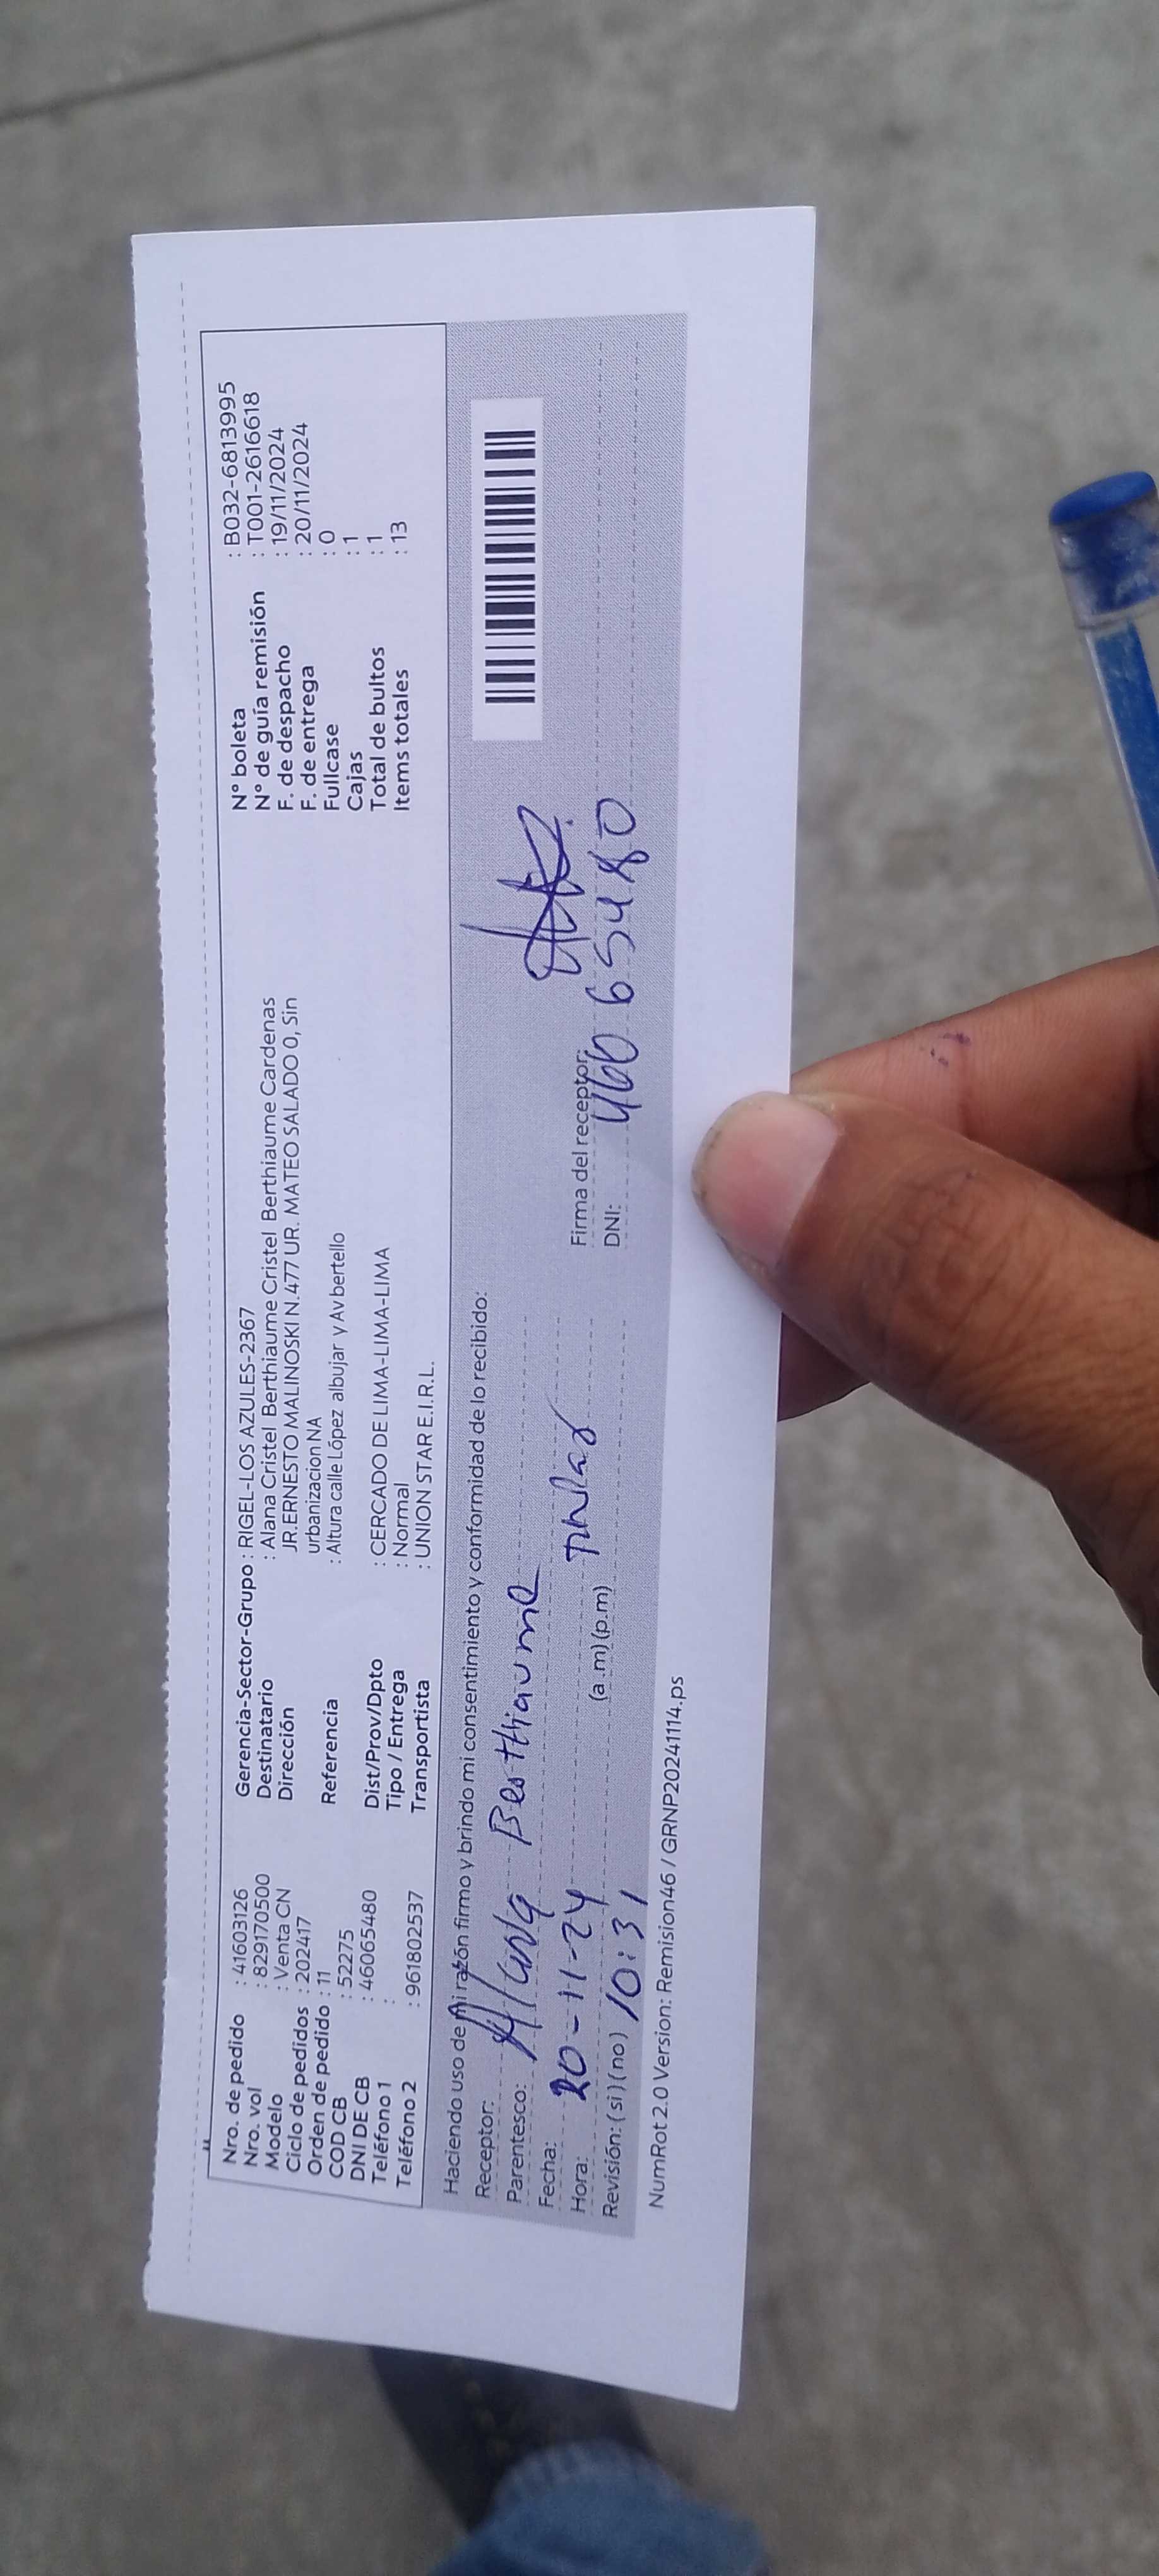 Nro. de pedido : 41603126
Nro. vol : 829170500
Modelo : Venta CN
Ciclo de pedidos : 202417
Orden de pedido : 11
COD CB : 52275
DNI DE CB : 46065480
Teléfono 1 :
Teléfono 2 : 961802537
Gerencia-Sector-Grupo : RIGEL-LOS AZULES-2367
Destinatario : Alana Cristel Berthiaume Cristel Berthiaume Cardenas
Dirección JR.ERNESTO MALINOSKI N.477 UR. MATEO SALADO 0, Sin
urbanizacion NA
Referencia : Altura calle López albujar y Av bertello
Dist/Prov/Dpto : CERCADO DE LIMA-LIMA-LIMA
Tipo / Entrega : Normal
Transportista : UNION STAR E.I.R.L.
N° boleta : B032-6813995
N° de guía remisión : T001-2616618
F. de despacho : 19/11/2024
F. de entrega : 20/11/2024
Fullcase : 0
Cajas : 1
Total de bultos : 1
Items totales : 13
Haciendo uso de mi razón firmo y brindo mi consentimiento y conformidad de lo recibido:
Receptor: Alana Berthiaume
Parentesco: Titular
Fecha: 20-11-24
Hora: 10:31 (a.m) (p.m)
Revisión: (si) (no)
Firma del receptor:
DNI: 46065480
NumRot 2.0 Version: Remision46 / GRNP20241114.ps